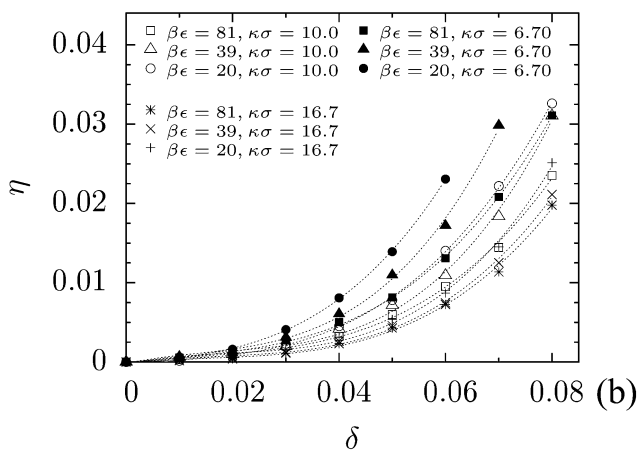 0.04
0.03
0.02
0.01
0
η
βϵ = 81, κσ = 10.0
βϵ = 39, κσ = 10.0
βϵ = 20, κσ = 10.0
βϵ = 81, κσ = 6.70
βϵ = 39, κσ = 6.70
βϵ = 20, κσ = 6.70
βϵ = 81, κσ = 16.7
βϵ = 39, κσ = 16.7
βϵ = 20, κσ = 16.7
0 0.02 0.04 0.06 0.08 (b)
δ